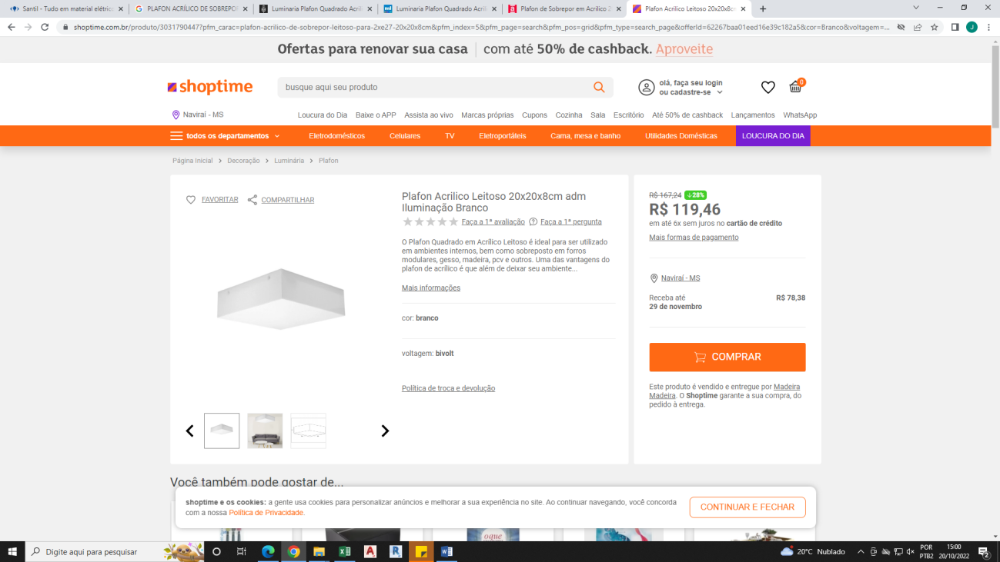 Santil - Tudo em material elétric
PLAFON ACRÍLICO DE SOBREPO
Luminaria Plafon Quadrado Acríl
Luminaria Plafon Quadrado Acríl
Plafon de Sobrepor em Acrilico 2
Plafon Acrilico Leitoso 20x20x8c
shoptime.com.br/produto/3031790447?pfm_carac=plafon-acrilico-de-sobrepor-leitoso-para-2xe27-20x20x8cm&pfm_index=5&pfm_page=search&pfm_pos=grid&pfm_type=search_page&offerId=62267baa01eed16e39c182a5&cor=Branco&voltagem=...
J
Ofertas para renovar sua casa | com até 50% de cashback. Aproveite
shoptime
busque aqui seu produto
olá, faça seu login
ou cadastre-se
0
Naviraí - MS
Loucura do Dia Baixe o APP Assista ao vivo Marcas próprias Cupons Cozinha Sala Escritório Até 50% de cashback Lançamentos WhatsApp
todos os departamentos Eletrodomésticos Celulares TV Eletroportáteis Cama, mesa e banho Utilidades Domésticas LOUCURA DO DIA
Página Inicial > Decoração > Luminária > Plafon
FAVORITAR COMPARTILHAR
Plafon Acrilico Leitoso 20x20x8cm adm
Iluminação Branco
Faça a 1ª avaliação Faça a 1ª pergunta
O Plafon Quadrado em Acrílico Leitoso é ideal para ser utilizado
em ambientes internos, bem como sobreposto em forros
modulares, gesso, madeira, pcv e outros. Uma das vantagens do
plafon de acrílico é que além de deixar seu ambiente...
Mais informações
cor: branco
voltagem: bivolt
Política de troca e devolução
R$ 167,24 28%
R$ 119,46
em até 6x sem juros no cartão de crédito
Mais formas de pagamento
Naviraí - MS
Receba até R$ 78,38
29 de novembro
COMPRAR
Este produto é vendido e entregue por Madeira
Madeira. O Shoptime garante a sua compra, do
pedido à entrega.
Você também pode gostar de...
shoptime e os cookies: a gente usa cookies para personalizar anúncios e melhorar a sua experiência no site. Ao continuar navegando, você concorda
com a nossa Política de Privacidade.
CONTINUAR E FECHAR
oque
Digite aqui para pesquisar
20°C Nublado
POR
PTB2
15:00
20/10/2022
2